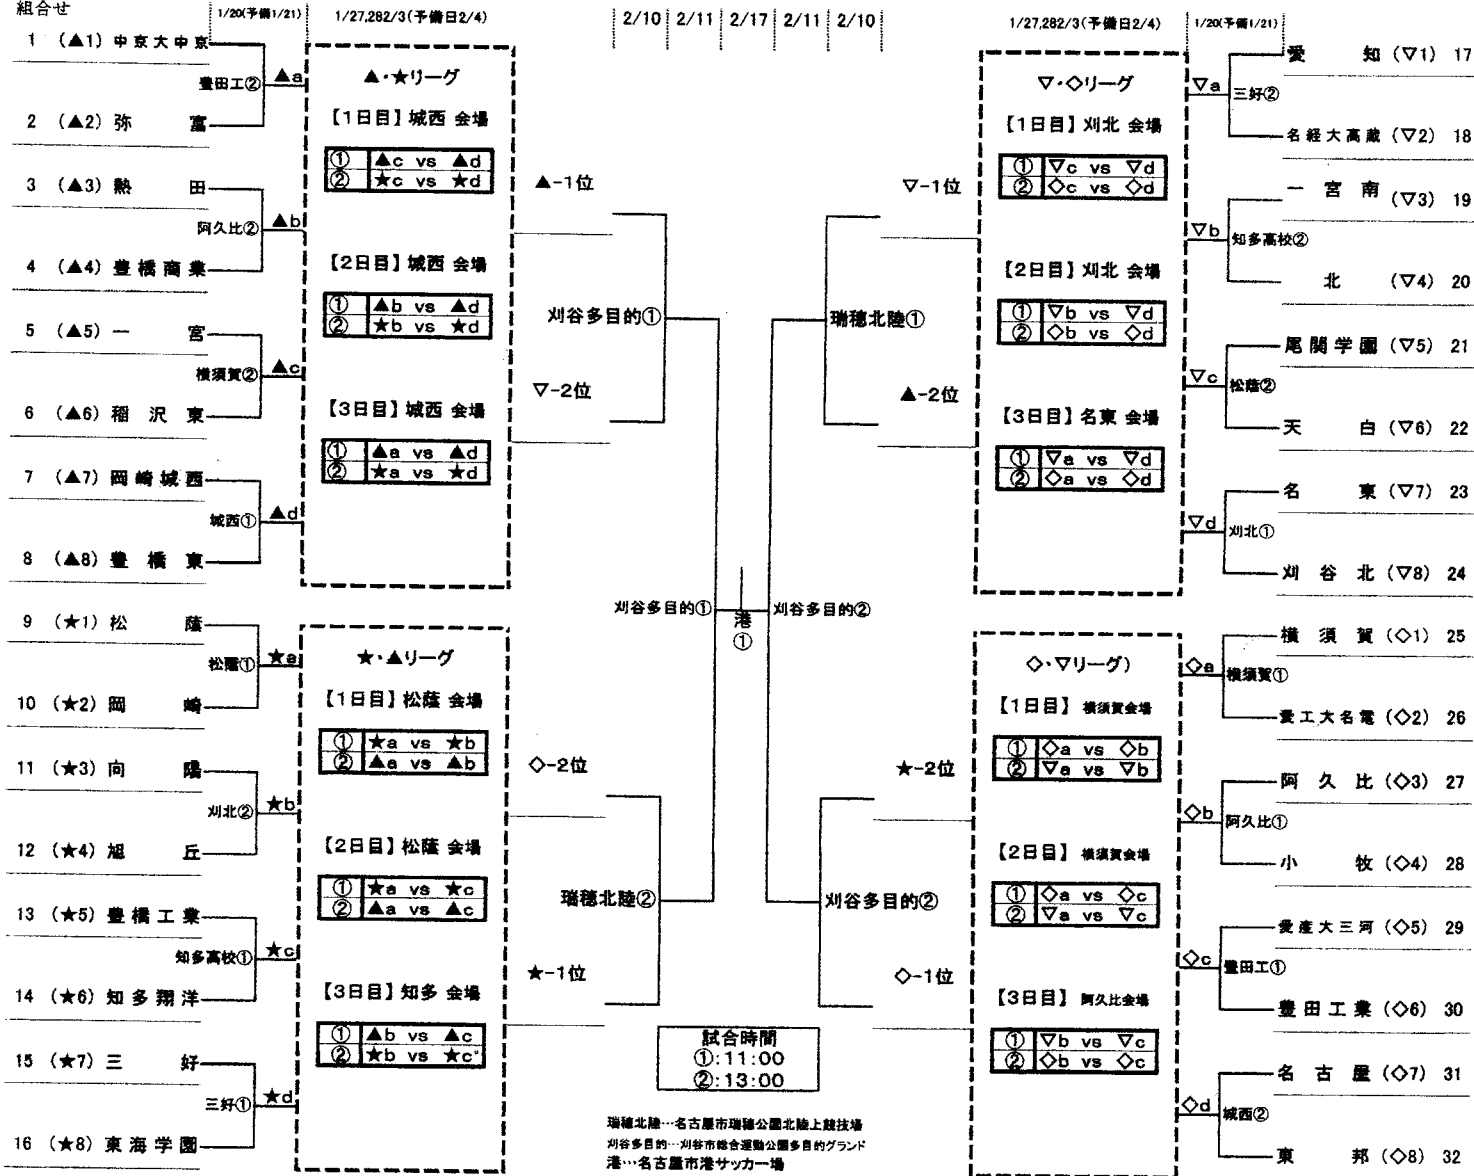 組合せ
1/20(予備1/21)
1/27,282/3(予備日2/4)
2/10 2/11 2/17 2/11 2/10
1/27,282/3(予備日2/4)
1/20(予備1/21)
1 (▲1) 中京大中京
豊田工② ▲a
2 (▲2) 弥富
3 (▲3) 熱田
阿久比② ▲b
4 (▲4) 豊橋商業
5 (▲5) 一宮
横須賀② ▲c
6 (▲6) 稲沢東
7 (▲7) 岡崎城西
城西① ▲d
8 (▲8) 豊橋東
9 (★1) 松蔭
松蔭① ★a
10 (★2) 岡崎
11 (★3) 向陽
刈北② ★b
12 (★4) 旭丘
13 (★5) 豊橋工業
知多高校① ★c
14 (★6) 知多翔洋
15 (★7) 三好
三好① ★d
16 (★8) 東海学園
▲・★リーグ
【1日目】城西 会場
① ▲c vs ▲d
② ★c vs ★d
【2日目】城西 会場
① ▲b vs ▲d
② ★b vs ★d
【3日目】城西 会場
① ▲a vs ▲d
② ★a vs ★d
★・▲リーグ
【1日目】松蔭 会場
① ★a vs ★b
② ▲a vs ▲b
【2日目】松蔭 会場
① ★a vs ★c
② ▲a vs ▲c
【3日目】知多 会場
① ▲b vs ▲c
② ★b vs ★c
▲-1位
刈谷多目的①
▽-2位
刈谷多目的①
◇-2位
瑞穂北陸②
★-1位
港①
▽-1位
瑞穂北陸①
▲-2位
刈谷多目的②
★-2位
刈谷多目的②
◇-1位
試合時間
①:11:00
②:13:00
瑞穂北陸…名古屋市瑞穂公園北陸上競技場
刈谷多目的…刈谷市総合運動公園多目的グランド
港…名古屋市港サッカー場
▽・◇リーグ
【1日目】刈北 会場
① ▽c vs ▽d
② ◇c vs ◇d
【2日目】刈北 会場
① ▽b vs ▽d
② ◇b vs ◇d
【3日目】名東 会場
① ▽a vs ▽d
② ◇a vs ◇d
◇・▽リーグ)
【1日目】 横須賀会場
① ◇a vs ◇b
② ▽a vs ▽b
【2日目】 横須賀会場
① ◇a vs ◇c
② ▽a vs ▽c
【3日目】 阿久比会場
① ▽b vs ▽c
② ◇b vs ◇c
愛知 (▽1) 17
▽a 三好②
名経大高蔵 (▽2) 18
一宮南 (▽3) 19
▽b 知多高校②
北 (▽4) 20
尾関学園 (▽5) 21
▽c 松蔭②
天白 (▽6) 22
名東 (▽7) 23
▽d 刈北①
刈谷北 (▽8) 24
横須賀 (◇1) 25
◇a 横須賀①
愛工大名電 (◇2) 26
阿久比 (◇3) 27
◇b 阿久比①
小牧 (◇4) 28
愛産大三河 (◇5) 29
◇c 豊田工①
豊田工業 (◇6) 30
名古屋 (◇7) 31
◇d 城西②
東邦 (◇8) 32